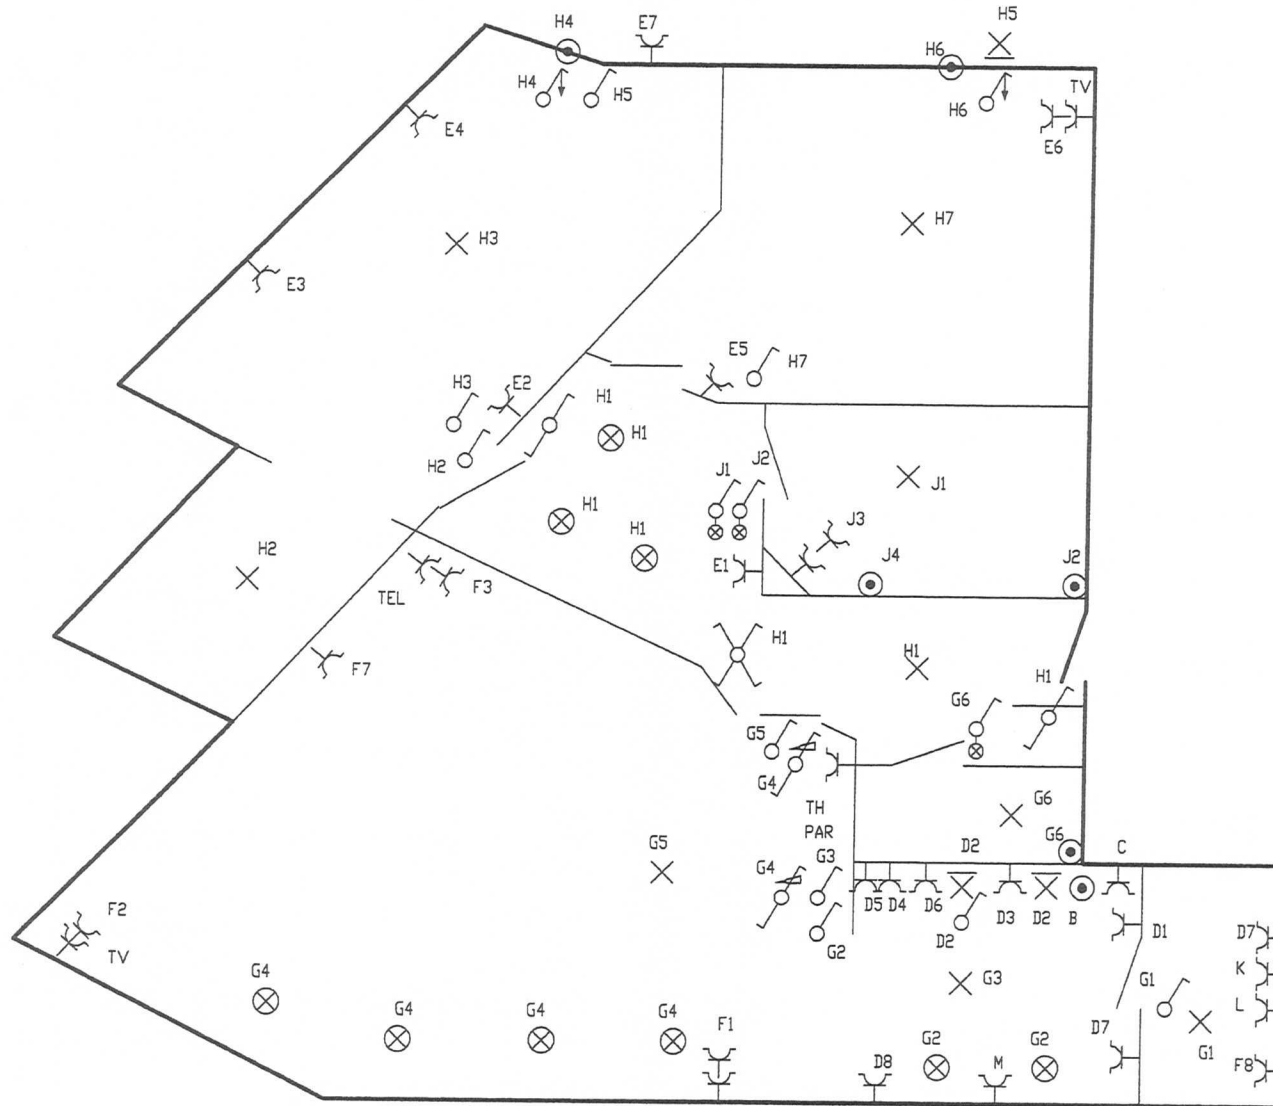 H5
H4
E7
H6
H4
H5
H6
TV
E4
E6
H7
H3
E3
E5
H7
H3
E2
H1
H1
H2
J1
J2
J1
H1
J3
H1
H2
E1
J4
J2
TEL
F3
H1
F7
H1
H1
G6
G5
G4
TH
PAR
G6
G5
D2
G6
C
G4
G3
D5
D4
D6
D3
D2
B
F2
D2
D1
D7
G2
TV
K
G4
G3
G1
L
G4
G4
G4
F1
D7
G2
G2
G1
D8
M
F8